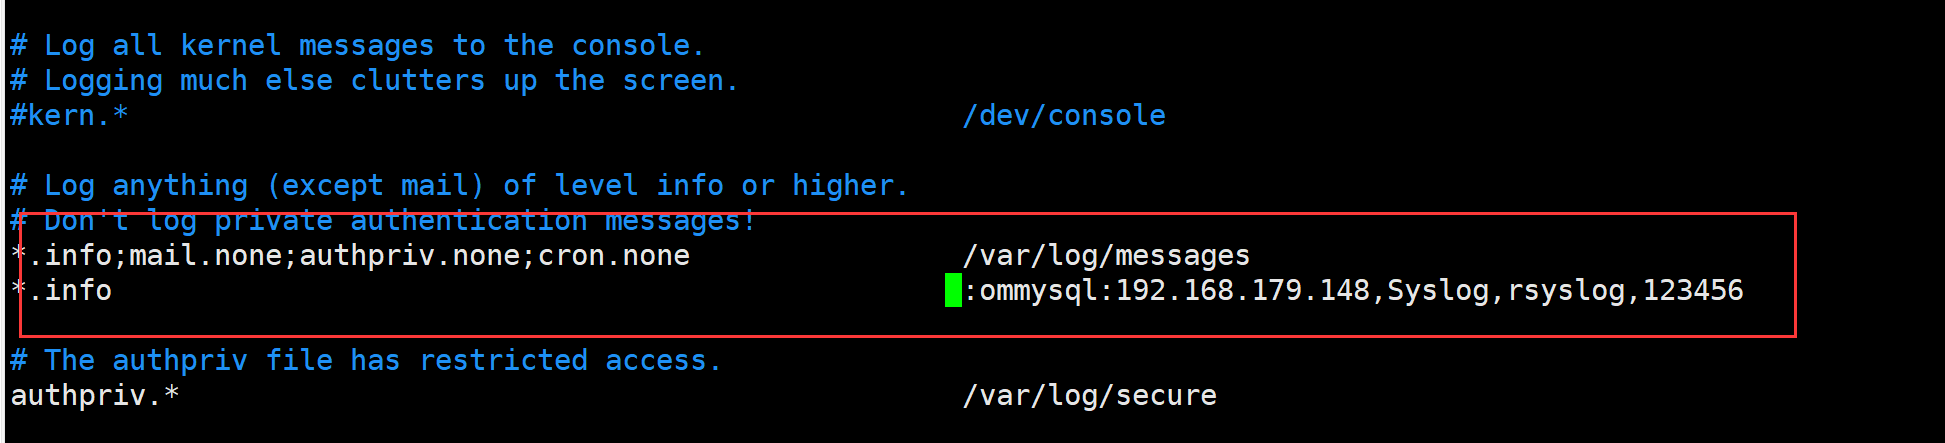 # Log all kernel messages to the console.
# Logging much else clutters up the screen.
#kern.*                                                 /dev/console
# Log anything (except mail) of level info or higher.
# Don't log private authentication messages!
*.info;mail.none;authpriv.none;cron.none                /var/log/messages
*.info                                                  :ommysql:192.168.179.148,Syslog,rsyslog,123456
# The authpriv file has restricted access.
authpriv.*                                              /var/log/secure